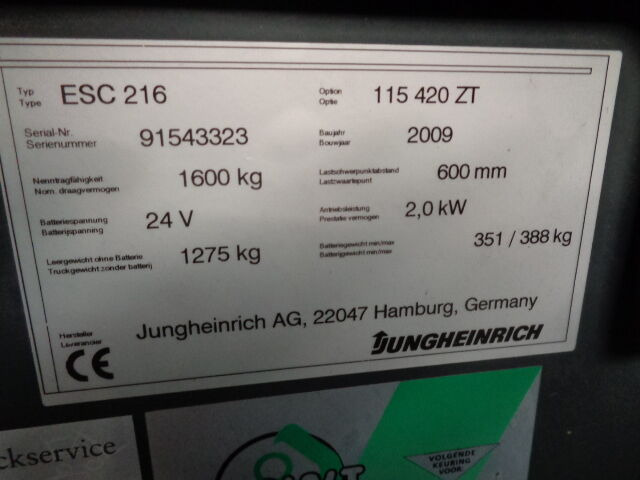 Typ
Type
ESC 216
Option
Optie
115 420 ZT
Serial-Nr.
Serienummer
91543323
Baujahr
Bouwjaar
2009
Nenntragfähigkeit
Nom. draagvermogen
1600 kg
Lastschwerpunktabstand
Lastzwaartepunt
600 mm
Batteriespannung
Batterijspanning
24 V
Antriebsleistung
Prestatie vermogen
2,0 kW
Leergewicht ohne Batterie
Truckgewicht zonder batterij
1275 kg
Batteriegewicht min/max
Batterijgewicht min/max
351 / 388 kg
Hersteller
Leverancier
Jungheinrich AG, 22047 Hamburg, Germany
JUNGHEINRICH
CE
ckservice
VOLGENDE
KEURING
VOOR